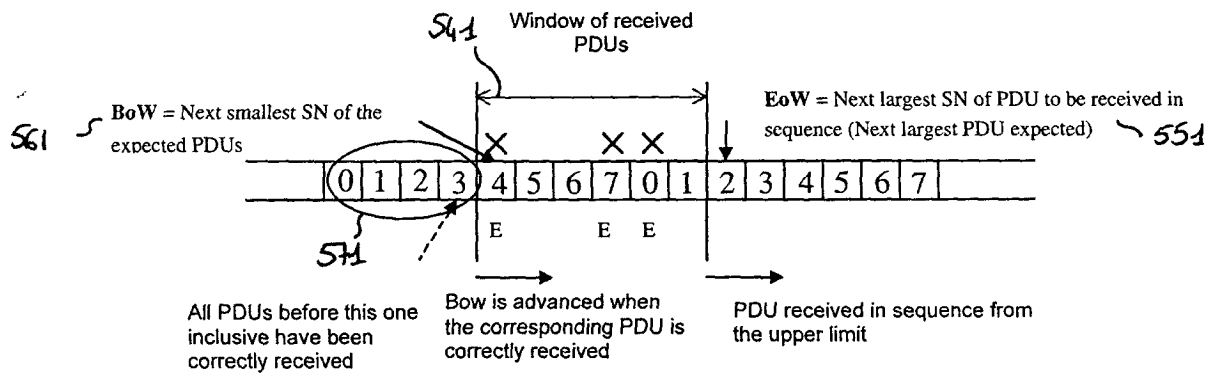 541
Window of received
PDUs
BoW = Next smallest SN of the
expected PDUs
561
EoW = Next largest SN of PDU to be received in
sequence (Next largest PDU expected)
551
0 1 2 3 4 5 6 7 0 1 2 3 4 5 6 7
E E E
571
All PDUs before this one
inclusive have been
correctly received
Bow is advanced when
the corresponding PDU is
correctly received
PDU received in sequence from
the upper limit